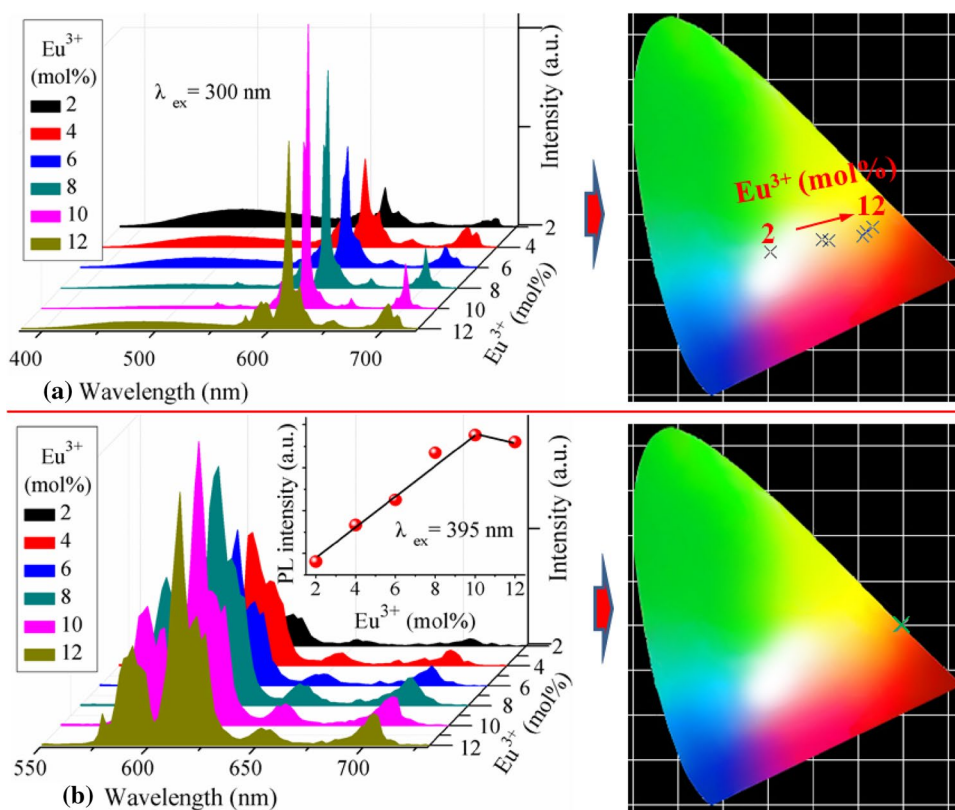 Eu³⁺
(mol%)
2
4
6
8
10
12
λ ex = 300 nm
Intensity (a.u.)
2
4
6
8
10
12
Eu³⁺ (mol%)
400 500 600 700
(a) Wavelength (nm)
Eu³⁺ (mol%)
2 12
Eu³⁺
(mol%)
2
4
6
8
10
12
PL intensity (a.u.)
λ ex = 395 nm
2 4 6 8 10 12
Eu³⁺ (mol%)
Intensity (a.u.)
2
4
6
8
10
12
Eu³⁺ (mol%)
550 600 650 700
(b) Wavelength (nm)